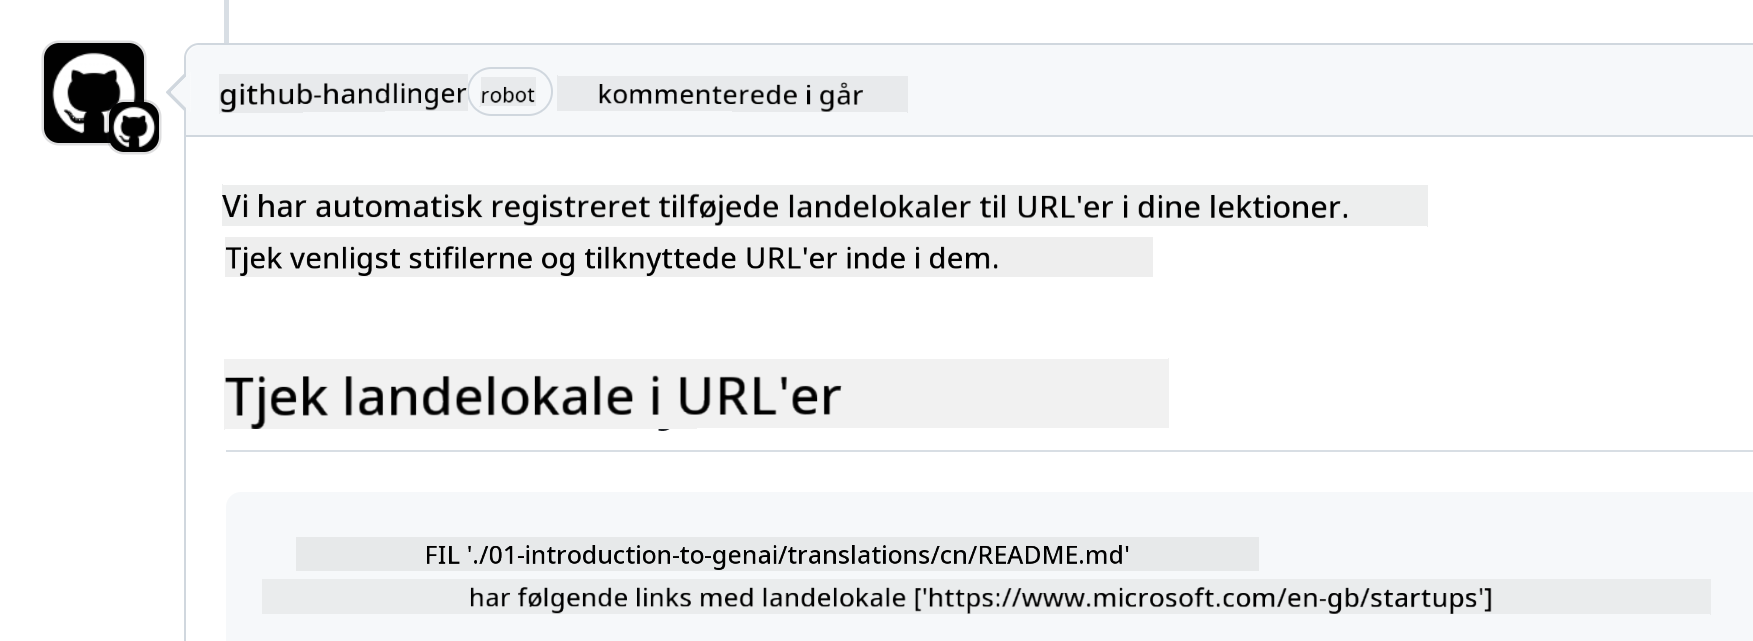 github-handlinger robot kommenterede i går
Vi har automatisk registreret tilføjede landelokaler til URL'er i dine lektioner.
Tjek venligst stifilerne og tilknyttede URL'er inde i dem.
Tjek landelokale i URL'er
FIL './01-introduction-to-genai/translations/cn/README.md'
har følgende links med landelokale ['https://www.microsoft.com/en-gb/startups']